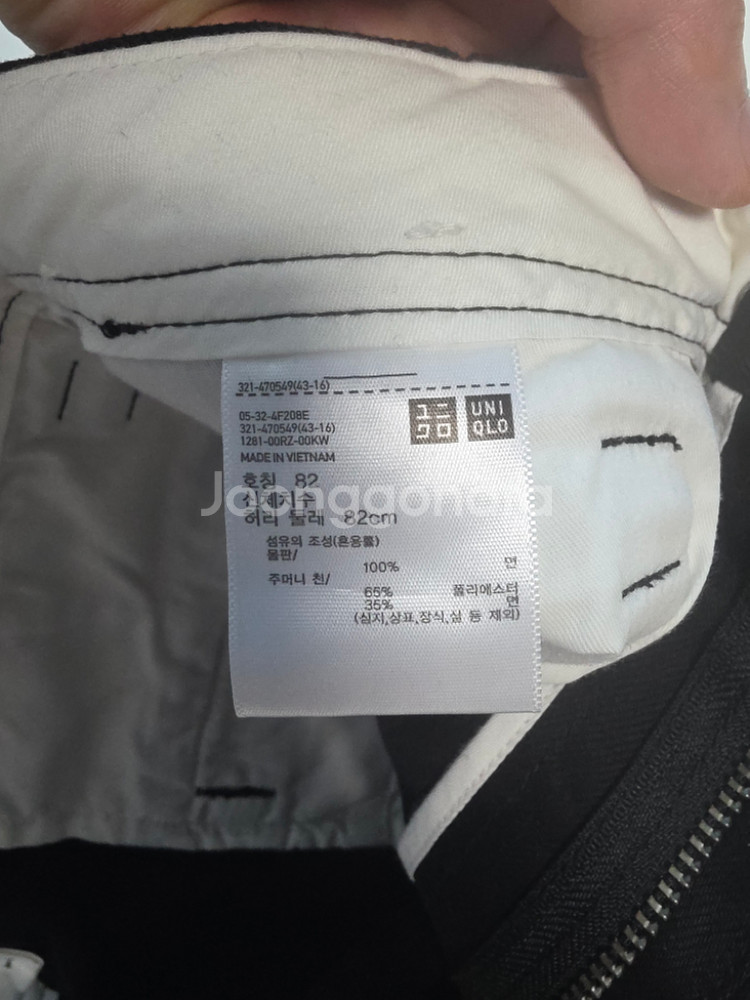 321-470549(43-16)
05-32-4F208E
321-470549(43-16)
1281-00RZ-00KW
ユニ
クロ
UNI
QLO
MADE IN VIETNAM
호칭 82
신체치수
Joonggonara
허리 둘레 82cm
섬유의 조성(혼용률)
몸판/
100% 면
주머니 천/
65% 폴리에스터
35% 면
(심지,상표,장식,실 등 제외)